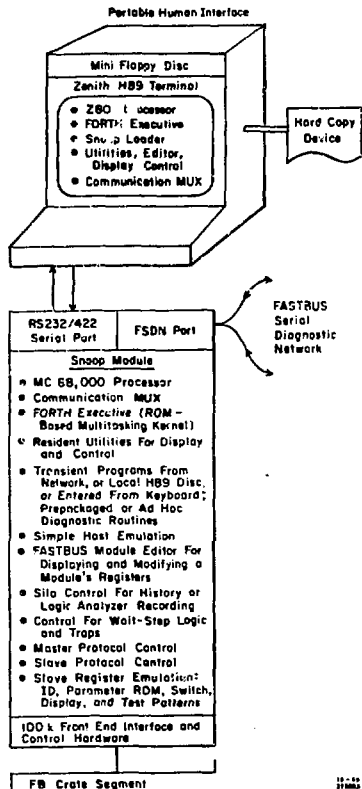 Portable Human Interface
Mini Floppy Disc
Zenith H89 Terminal
• Z80 Processor
• FORTH Executive
• Snoop Loader
• Utilities, Editor,
Display Control
• Communication MUX
Hard Copy
Device
RS232/422
Serial Port
FSDN Port
FASTBUS
Serial
Diagnostic
Network
Snoop Module
• MC 68,000 Processor
• Communication MUX
• FORTH Executive (ROM-
Based Multitasking Kernel)
• Resident Utilities For Display
and Control
• Transient Programs From
Network, or Local H89 Disc,
or Entered From Keyboard;
Prepackaged or Ad Hoc
Diagnostic Routines
• Simple Host Emulation
• FASTBUS Module Editor For
Displaying and Modifying a
Module's Registers
• Silo Control For History or
Logic Analyzer Recording
• Control For Wait-Step Logic
and Traps
• Master Protocol Control
• Slave Protocol Control
• Slave Register Emulation:
ID, Parameter ROM, Switch,
Display, and Test Patterns
100k Front End Interface and
Control Hardware
FB Crate Segment